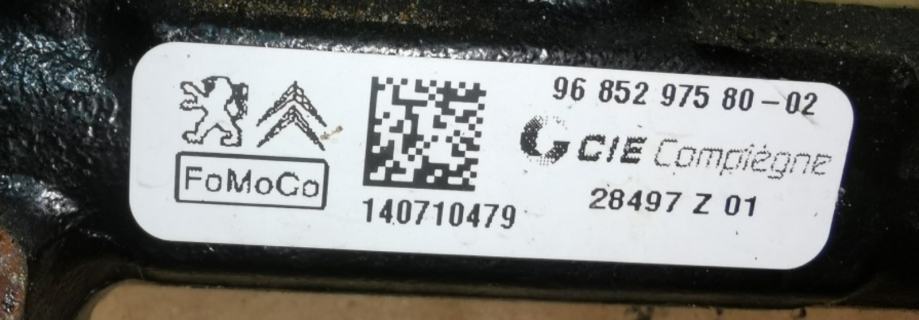 FoMoCo
140710479
96 852 975 80-02
CIE Compiègne
28497 Z 01